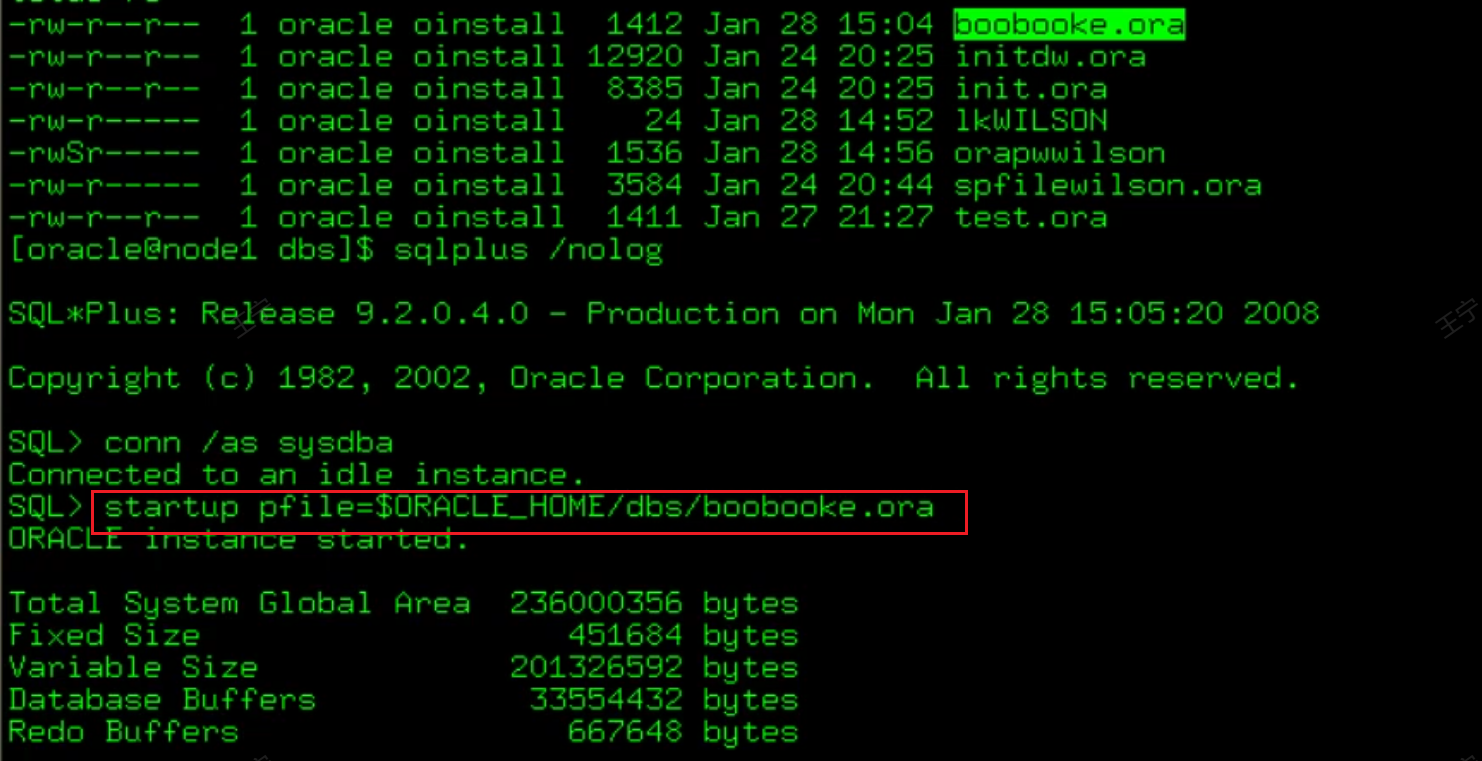 -rw-r--r-- 1 oracle oinstall 1412 Jan 28 15:04 boobooke.ora
-rw-r--r-- 1 oracle oinstall 12920 Jan 24 20:25 initdw.ora
-rw-r--r-- 1 oracle oinstall 8385 Jan 24 20:25 init.ora
-rw-r----- 1 oracle oinstall 24 Jan 28 14:52 lkWILSON
-rwSr----- 1 oracle oinstall 1536 Jan 28 14:56 orapwwilson
-rw-r----- 1 oracle oinstall 3584 Jan 24 20:44 spfilewilson.ora
-rw-r--r-- 1 oracle oinstall 1411 Jan 27 21:27 test.ora
[oracle@node1 dbs]$ sqlplus /nolog
SQL*Plus: Release 9.2.0.4.0 - Production on Mon Jan 28 15:05:20 2008
王宁
王宁
Copyright (c) 1982, 2002, Oracle Corporation. All rights reserved.
SQL> conn /as sysdba
Connected to an idle instance.
SQL> startup pfile=$ORACLE_HOME/dbs/boobooke.ora
ORACLE instance started.
Total System Global Area 236000356 bytes
Fixed Size 451684 bytes
Variable Size 201326592 bytes
Database Buffers 33554432 bytes
Redo Buffers 667648 bytes